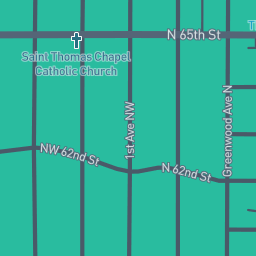 N 65th St
Saint Thomas Chapel
Catholic Church
1st Ave NW
Greenwood Ave N
NW 62nd St
N 62nd St